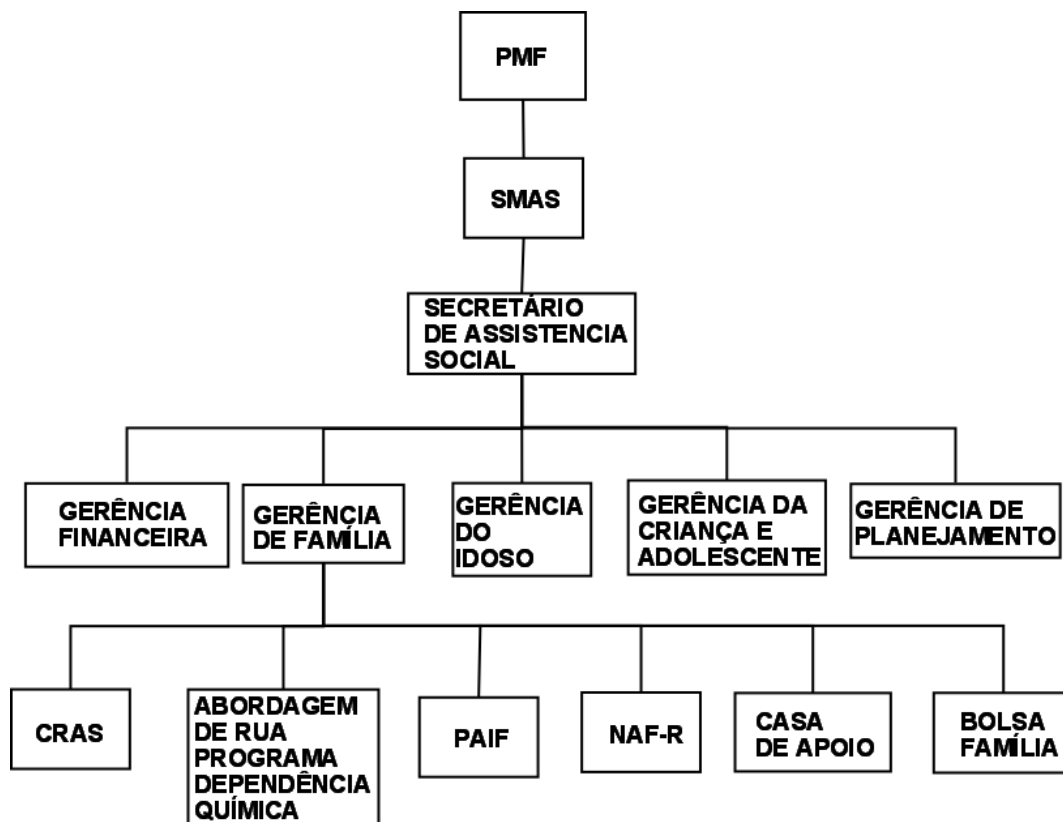 PMF
SMAS
SECRETÁRIO
DE ASSISTENCIA
SOCIAL
GERÊNCIA
FINANCEIRA
GERÊNCIA
DE FAMÍLIA
GERÊNCIA
DO
IDOSO
GERÊNCIA DA
CRIANÇA E
ADOLESCENTE
GERÊNCIA DE
PLANEJAMENTO
CRAS
ABORDAGEM
DE RUA
PROGRAMA
DEPENDÊNCIA
QUÍMICA
PAIF
NAF-R
CASA
DE APOIO
BOLSA
FAMÍLIA